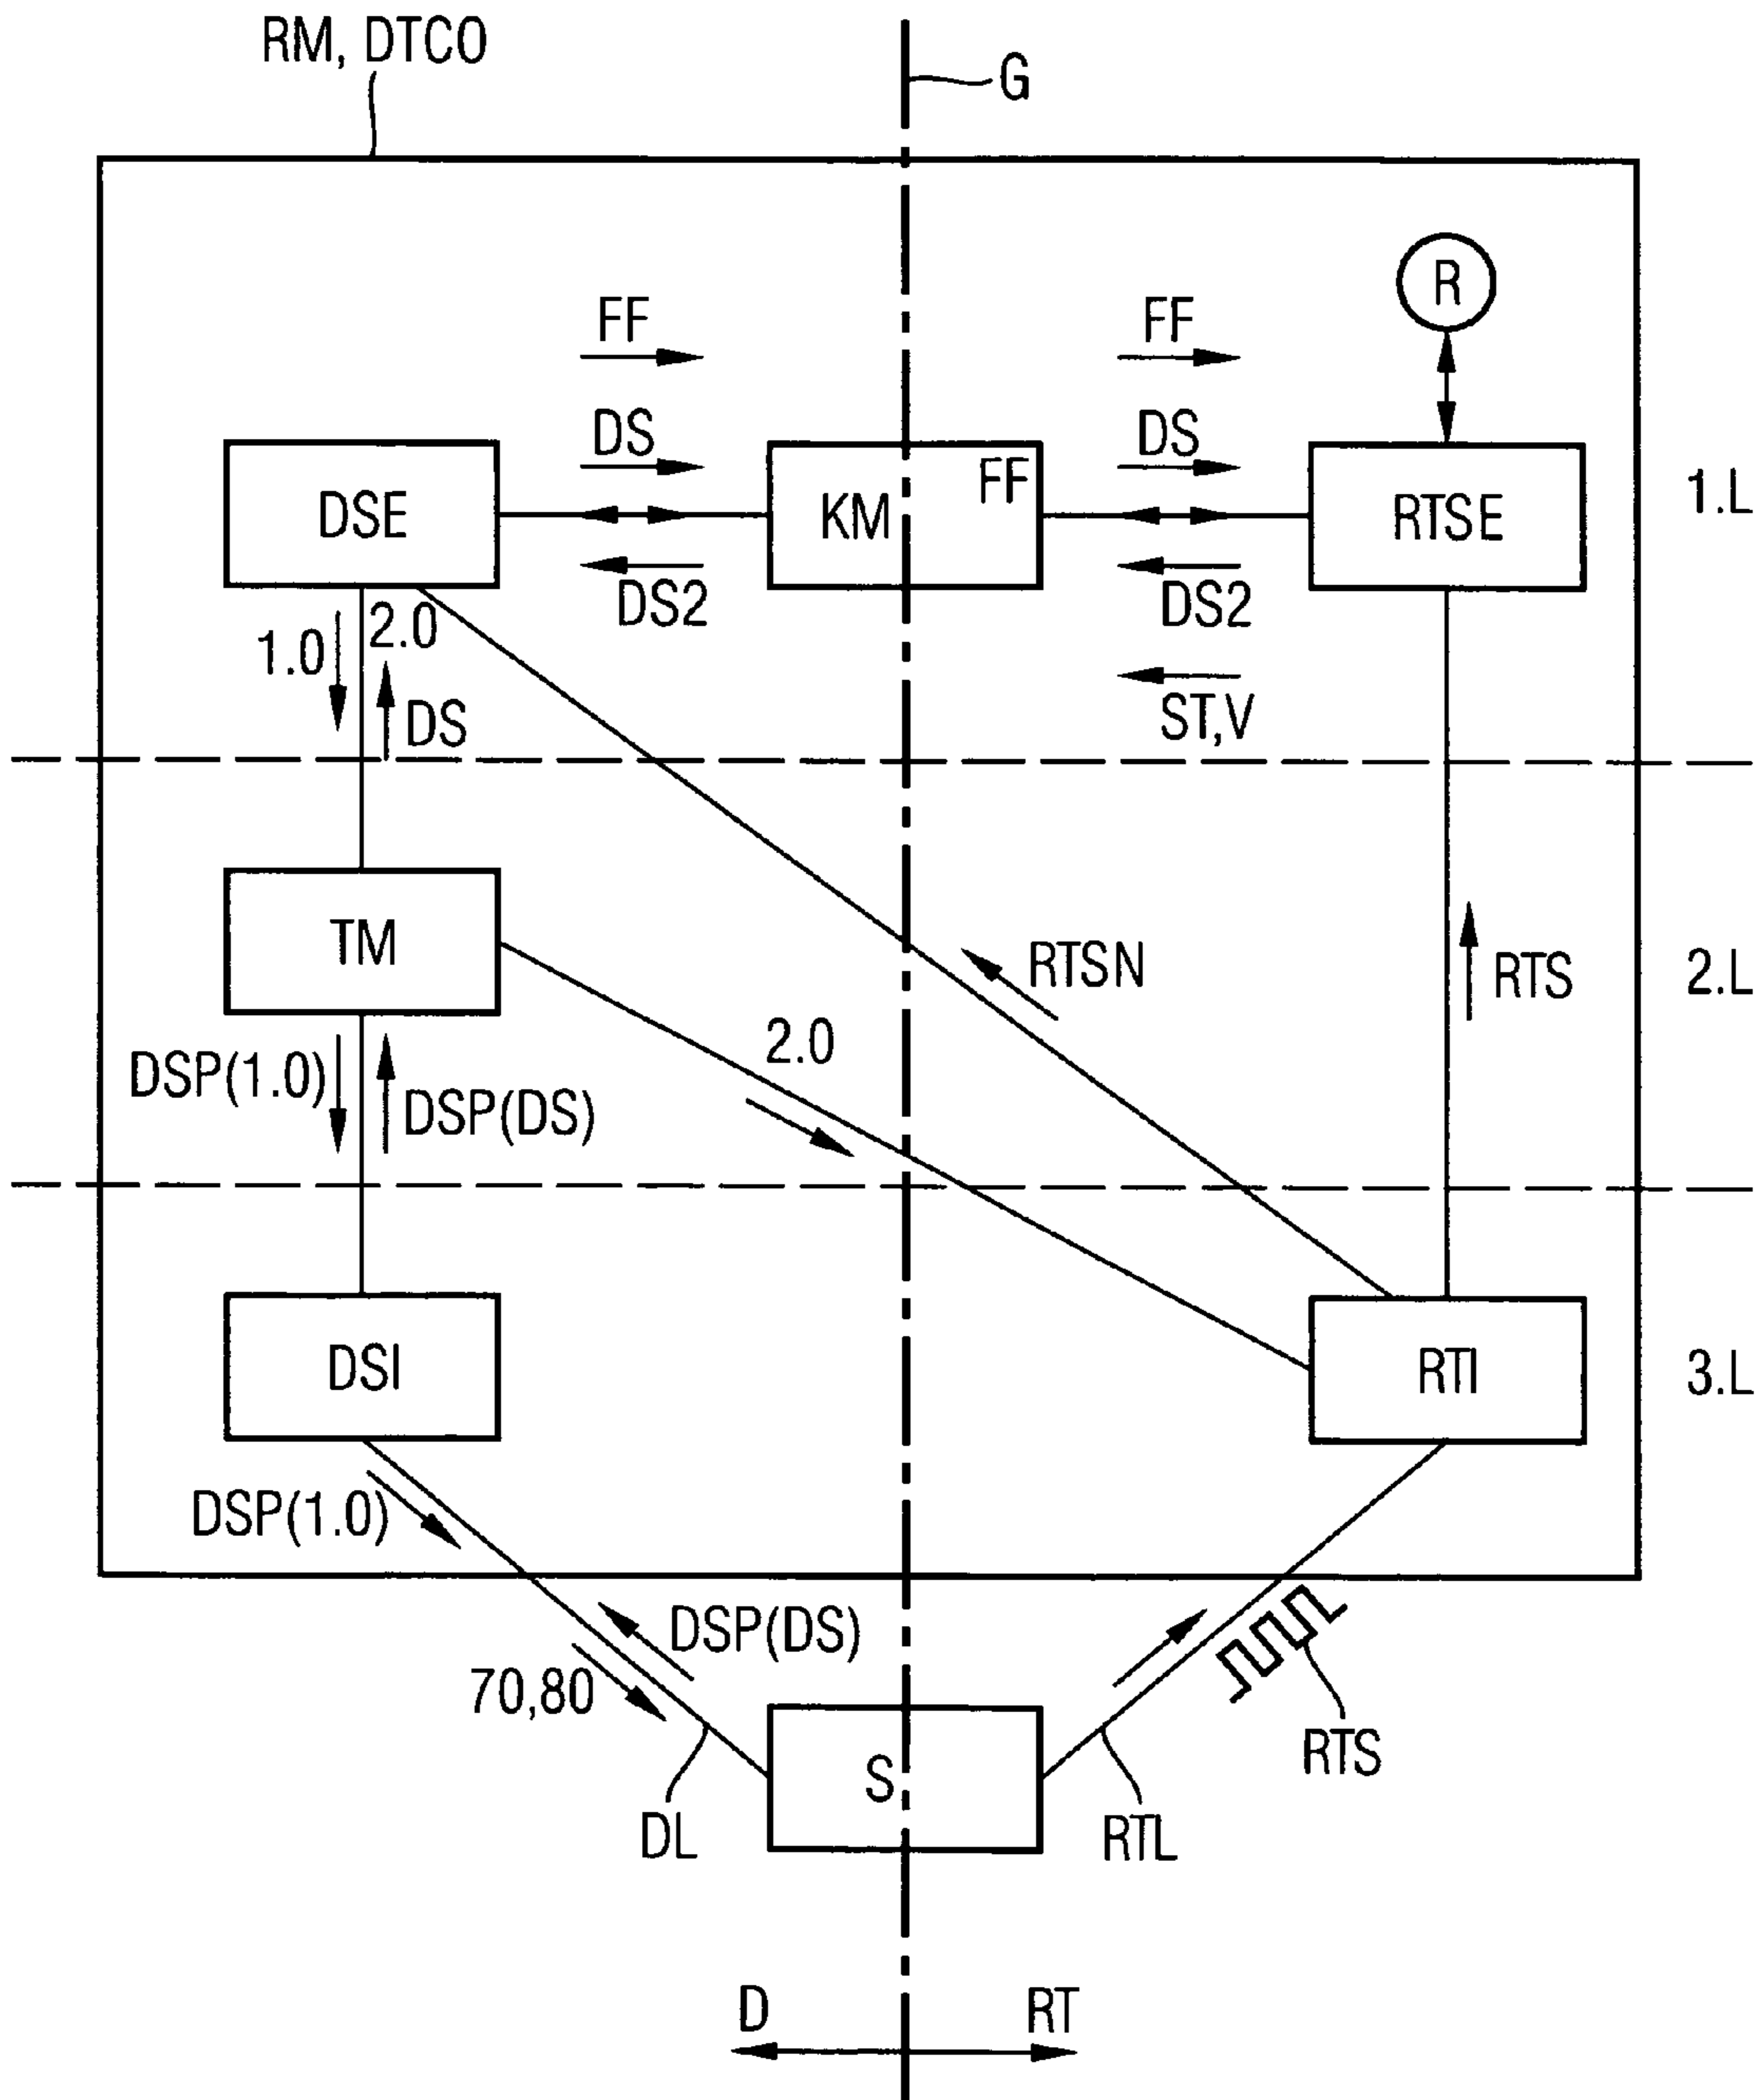 RM, DTCO
G
R
FF
FF
DS
DS
DSE
KM
FF
RTSE
1.L
DS2
DS2
1.0
2.0
DS
ST,V
TM
RTSN
RTS
2.L
2.0
DSP(1.0)
DSP(DS)
DSI
RTI
3.L
DSP(1.0)
DSP(DS)
70,80
RTS
S
DL
RTL
D
RT